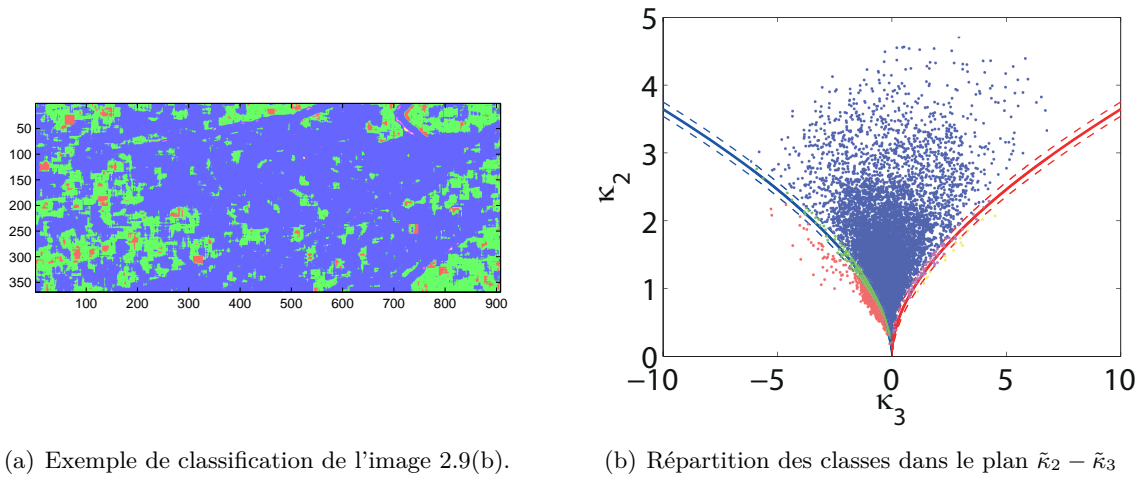 50
100
150
200
250
300
350
100 200 300 400 500 600 700 800 900
5
4
3
2
1
0
κ2
−10 −5 0 5 10
κ3
(a) Exemple de classification de l'image 2.9(b).
(b) Répartition des classes dans le plan κ̃2 − κ̃3